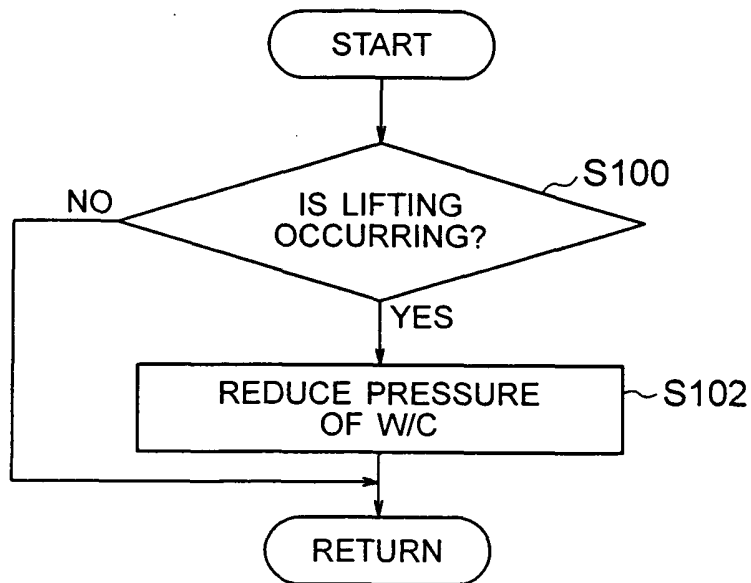 START
S100
IS LIFTING
OCCURRING?
NO
YES
REDUCE PRESSURE
OF W/C
S102
RETURN